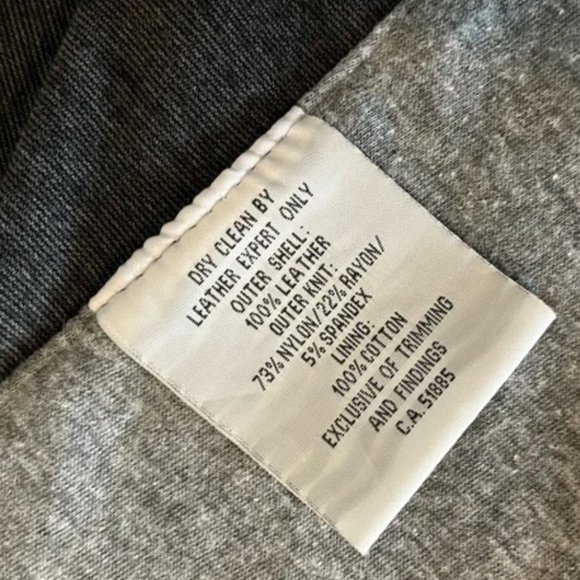 DRY CLEAN BY
LEATHER EXPERT ONLY
OUTER SHELL:
100% LEATHER
OUTER KNIT:
73% NYLON/22% RAYON/
5% SPANDEX
LINING:
100% COTTON
EXCLUSIVE OF TRIMMING
AND FINDINGS
C.A. 51885